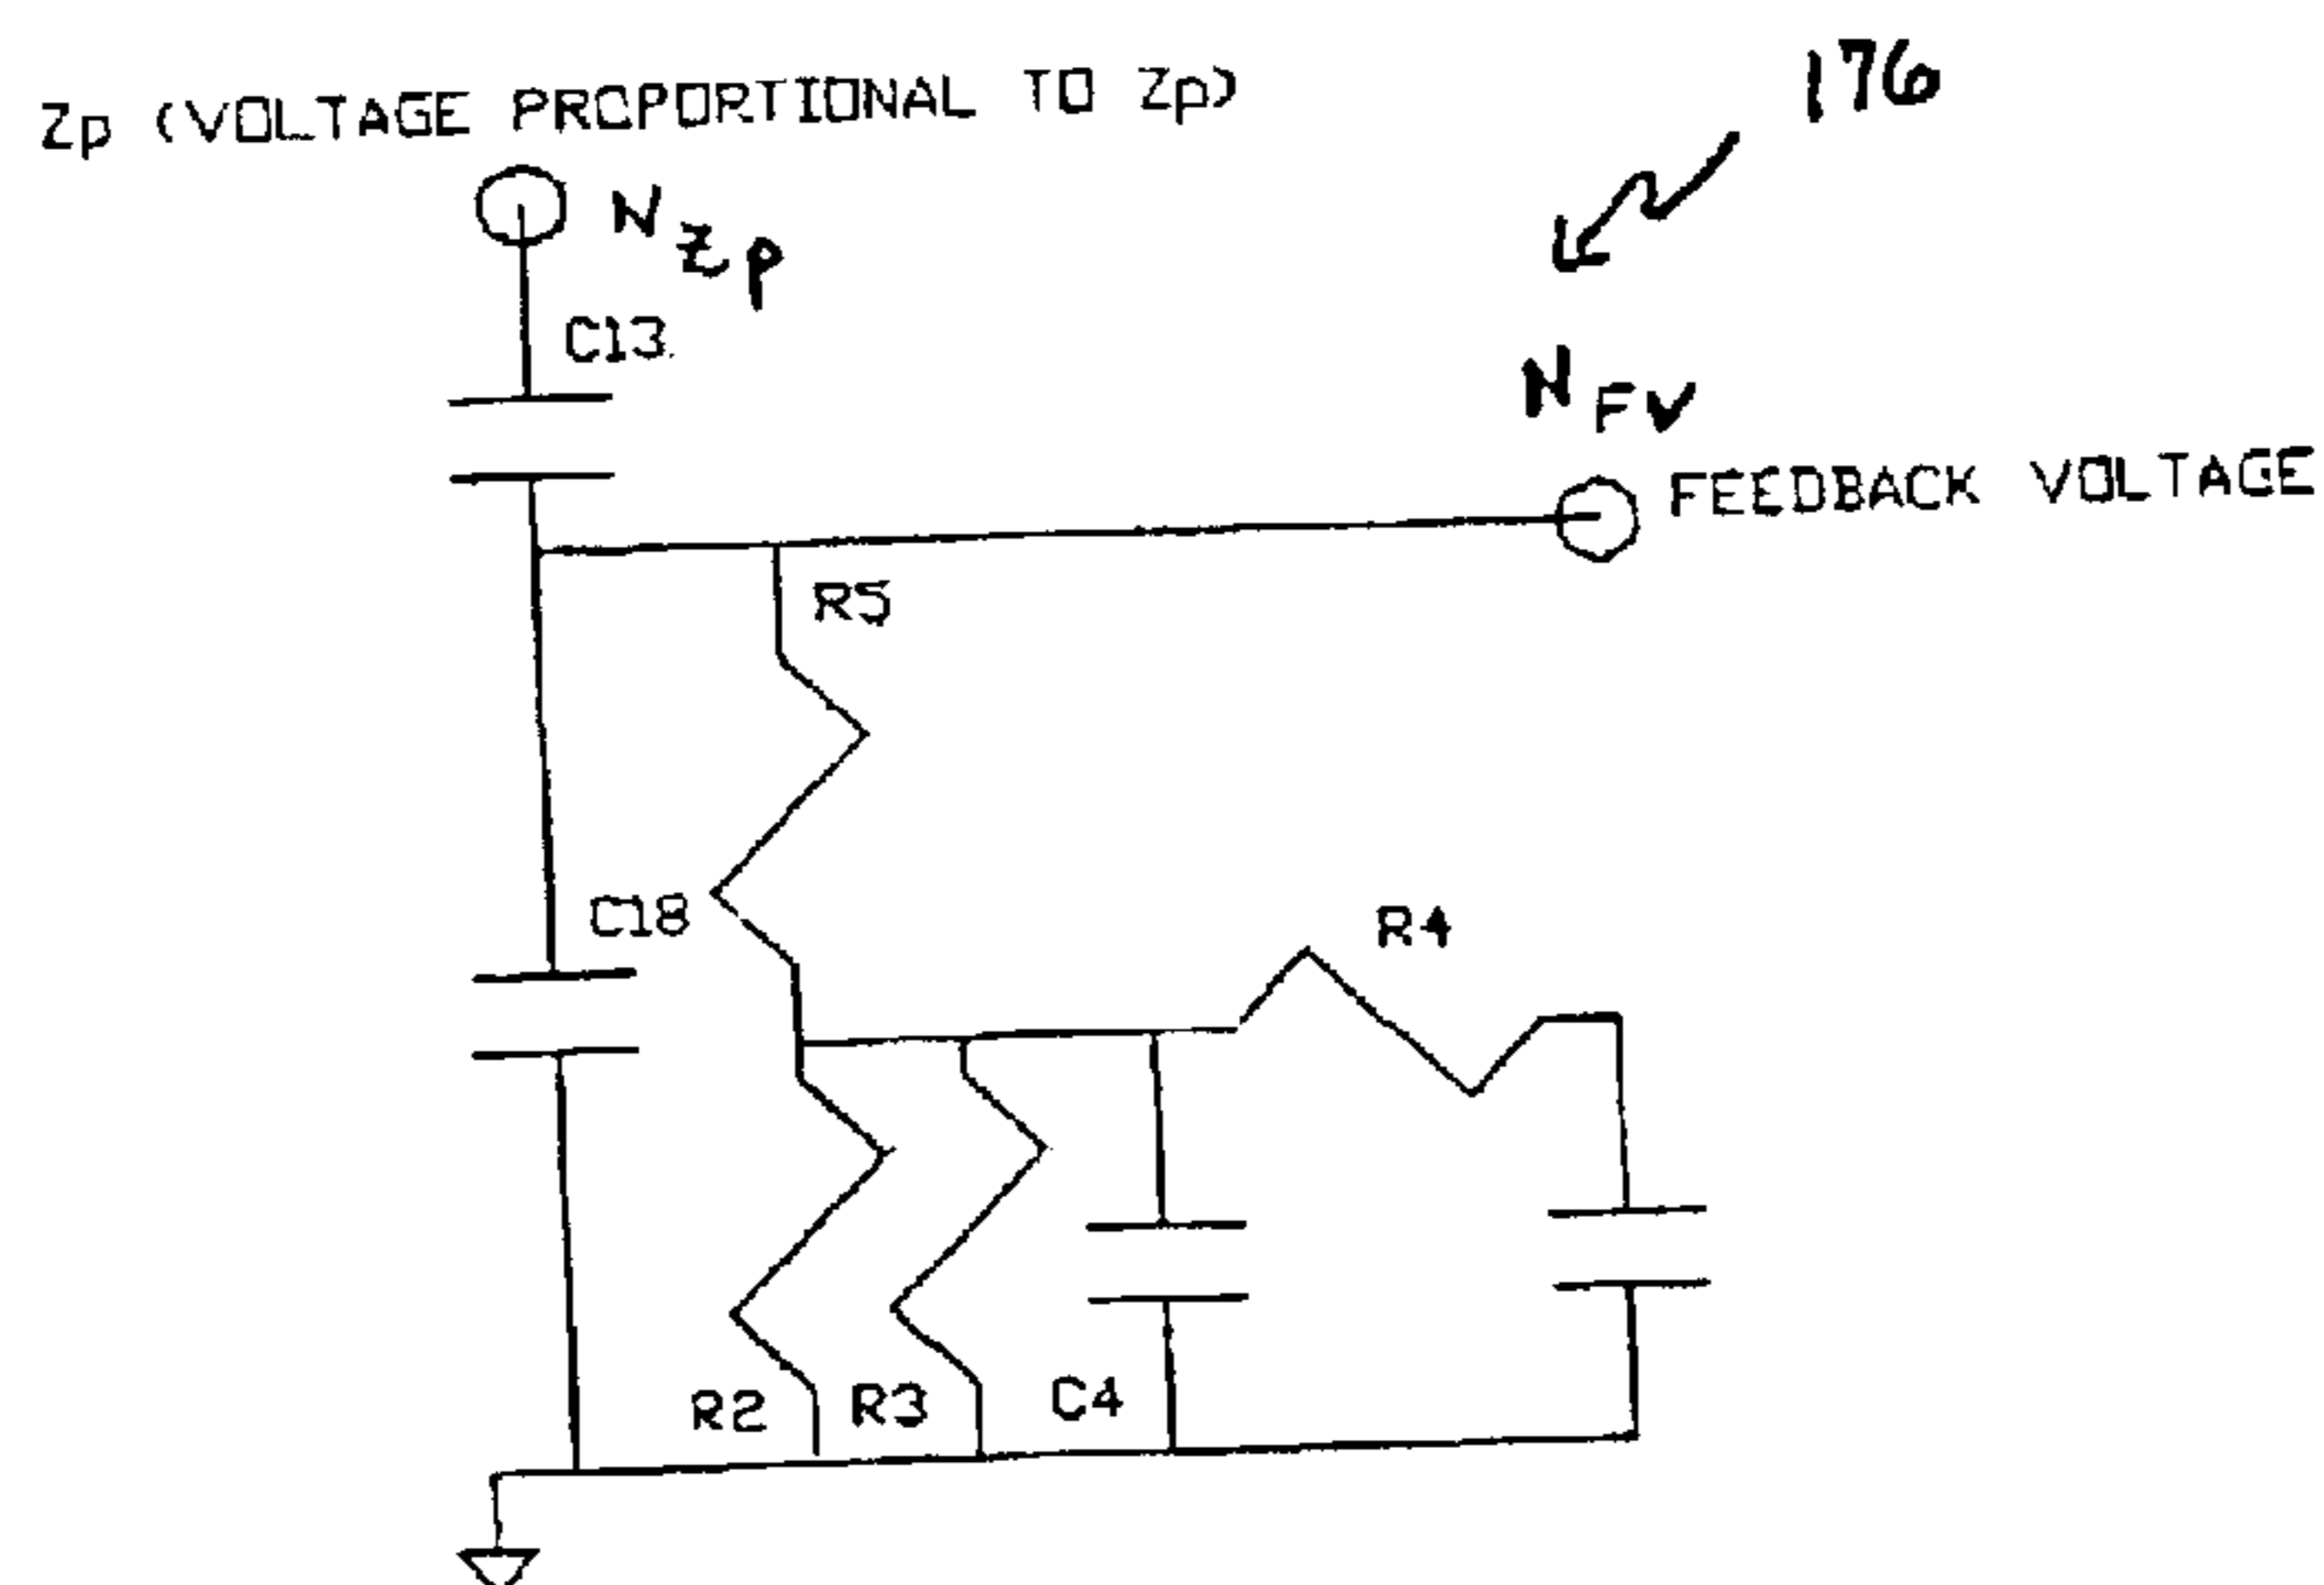 Zp (VOLTAGE PROPORTIONAL TO Zp)
176
N Zp
C13
N FV
FEEDBACK VOLTAGE
R5
C18
R4
R2
R3
C4